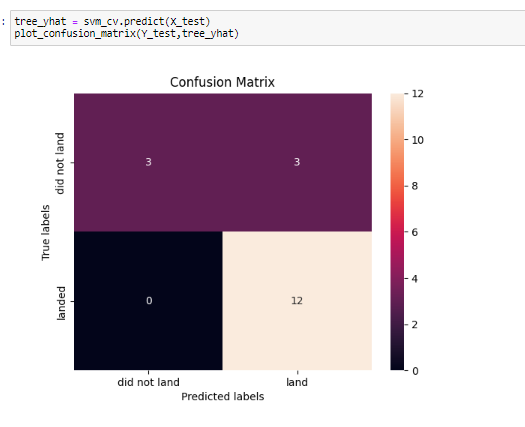 : tree_yhat = svm_cv.predict(X_test)
plot_confusion_matrix(Y_test,tree_yhat)
Confusion Matrix
True labels
did not land
landed
3
3
0
12
did not land
land
Predicted labels
12
10
8
6
4
2
0